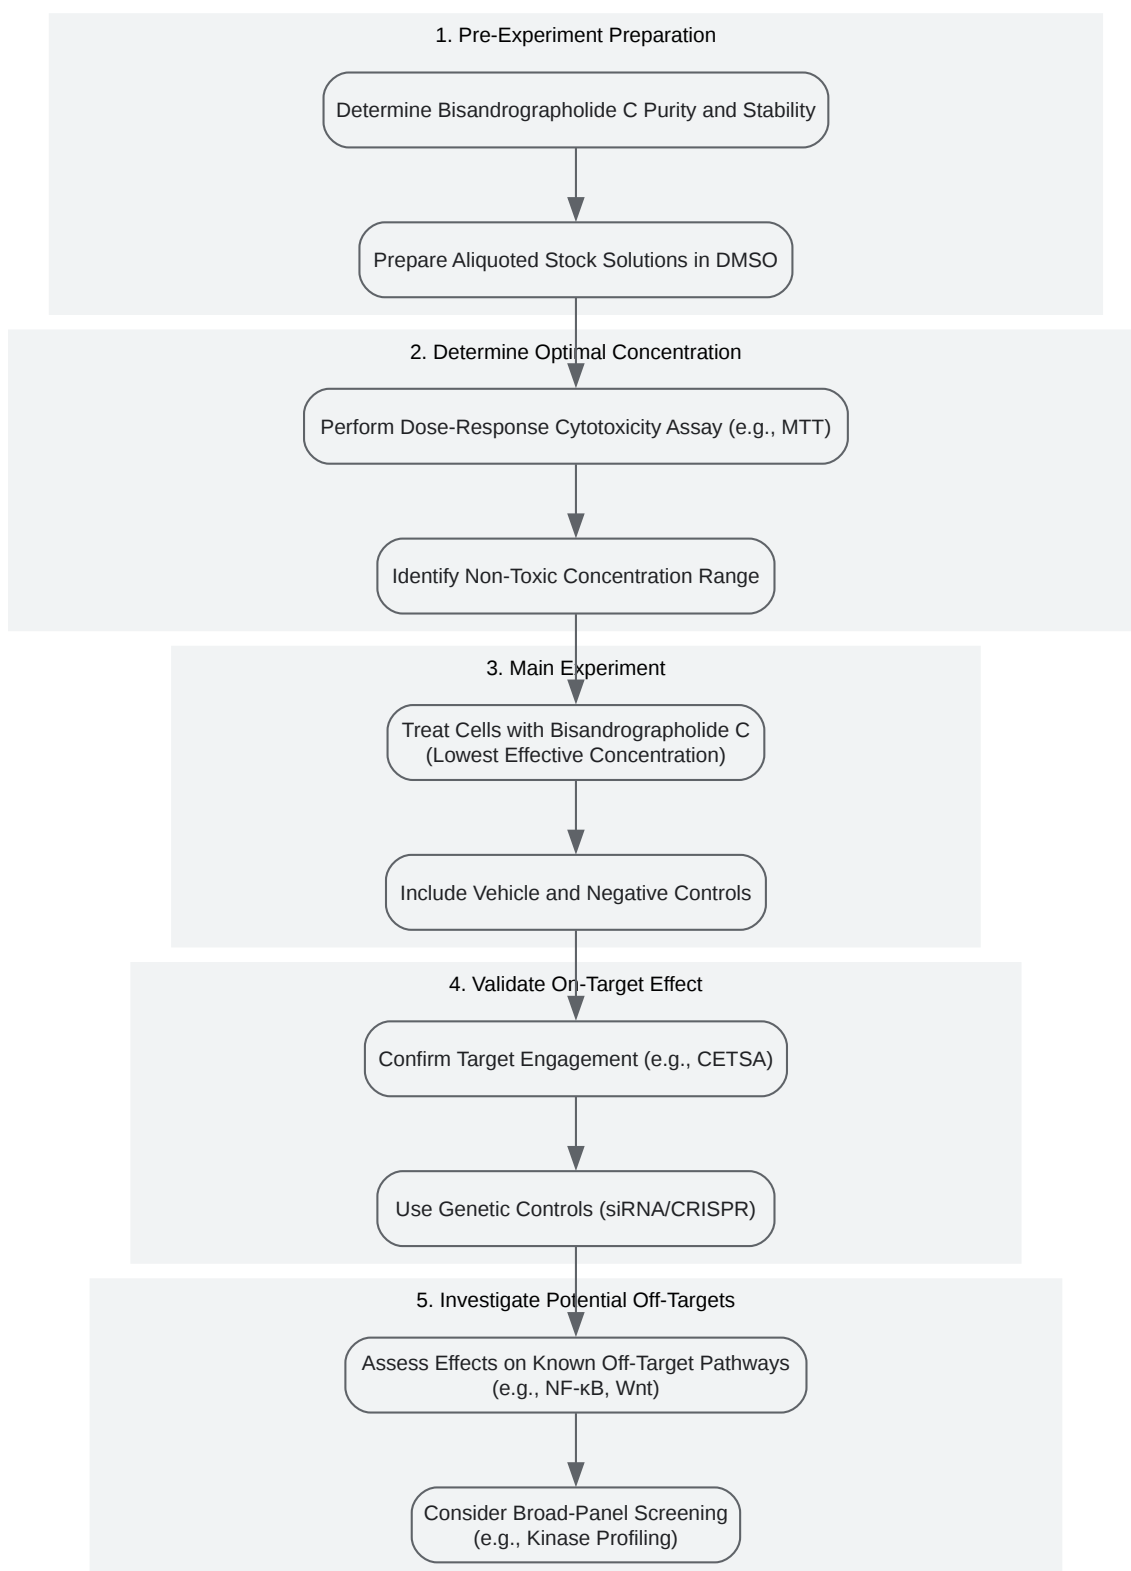 1. Pre-Experiment Preparation
Determine Bisandrographolide C Purity and Stability
Prepare Aliquoted Stock Solutions in DMSO
2. Determine Optimal Concentration
Perform Dose-Response Cytotoxicity Assay (e.g., MTT)
Identify Non-Toxic Concentration Range
3. Main Experiment
Treat Cells with Bisandrographolide C
(Lowest Effective Concentration)
Include Vehicle and Negative Controls
4. Validate On-Target Effect
Confirm Target Engagement (e.g., CETSA)
Use Genetic Controls (siRNA/CRISPR)
5. Investigate Potential Off-Targets
Assess Effects on Known Off-Target Pathways
(e.g., NF-κB, Wnt)
Consider Broad-Panel Screening
(e.g., Kinase Profiling)